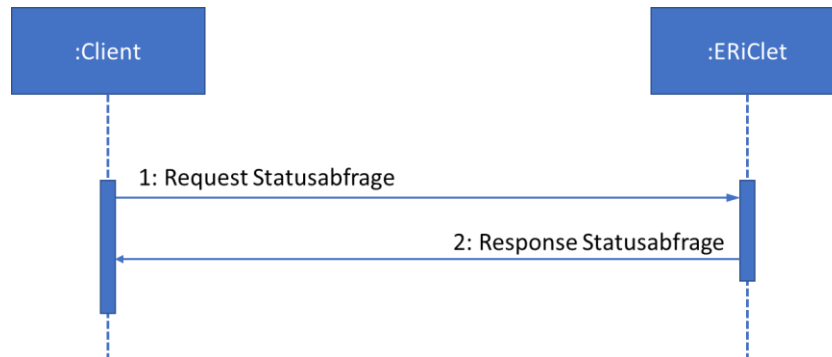 :Client
:ERiClet
1: Request Statusabfrage
2: Response Statusabfrage